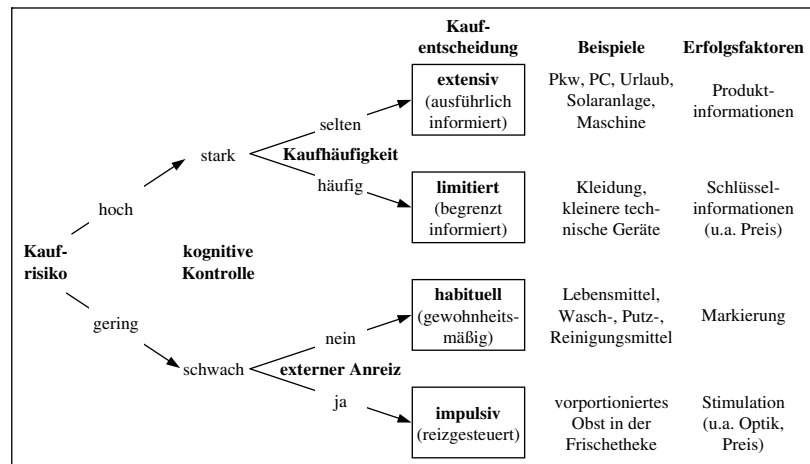 Kauf-
entscheidung
Beispiele
Erfolgsfaktoren
extensiv
(ausführlich
informiert)
Pkw, PC, Urlaub,
Solaranlage,
Maschine
Produkt-
informationen
selten
stark
Kaufhäufigkeit
häufig
limitiert
(begrenzt
informiert)
Kleidung,
kleinere tech-
nische Geräte
Schlüssel-
informationen
(u.a. Preis)
hoch
Kauf-
risiko
kognitive
Kontrolle
gering
habituell
(gewohnheits-
mäßig)
Lebensmittel,
Wasch-, Putz-,
Reinigungsmittel
Markierung
nein
schwach
externer Anreiz
ja
impulsiv
(reizgesteuert)
vorportioniertes
Obst in der
Frischetheke
Stimulation
(u.a. Optik,
Preis)